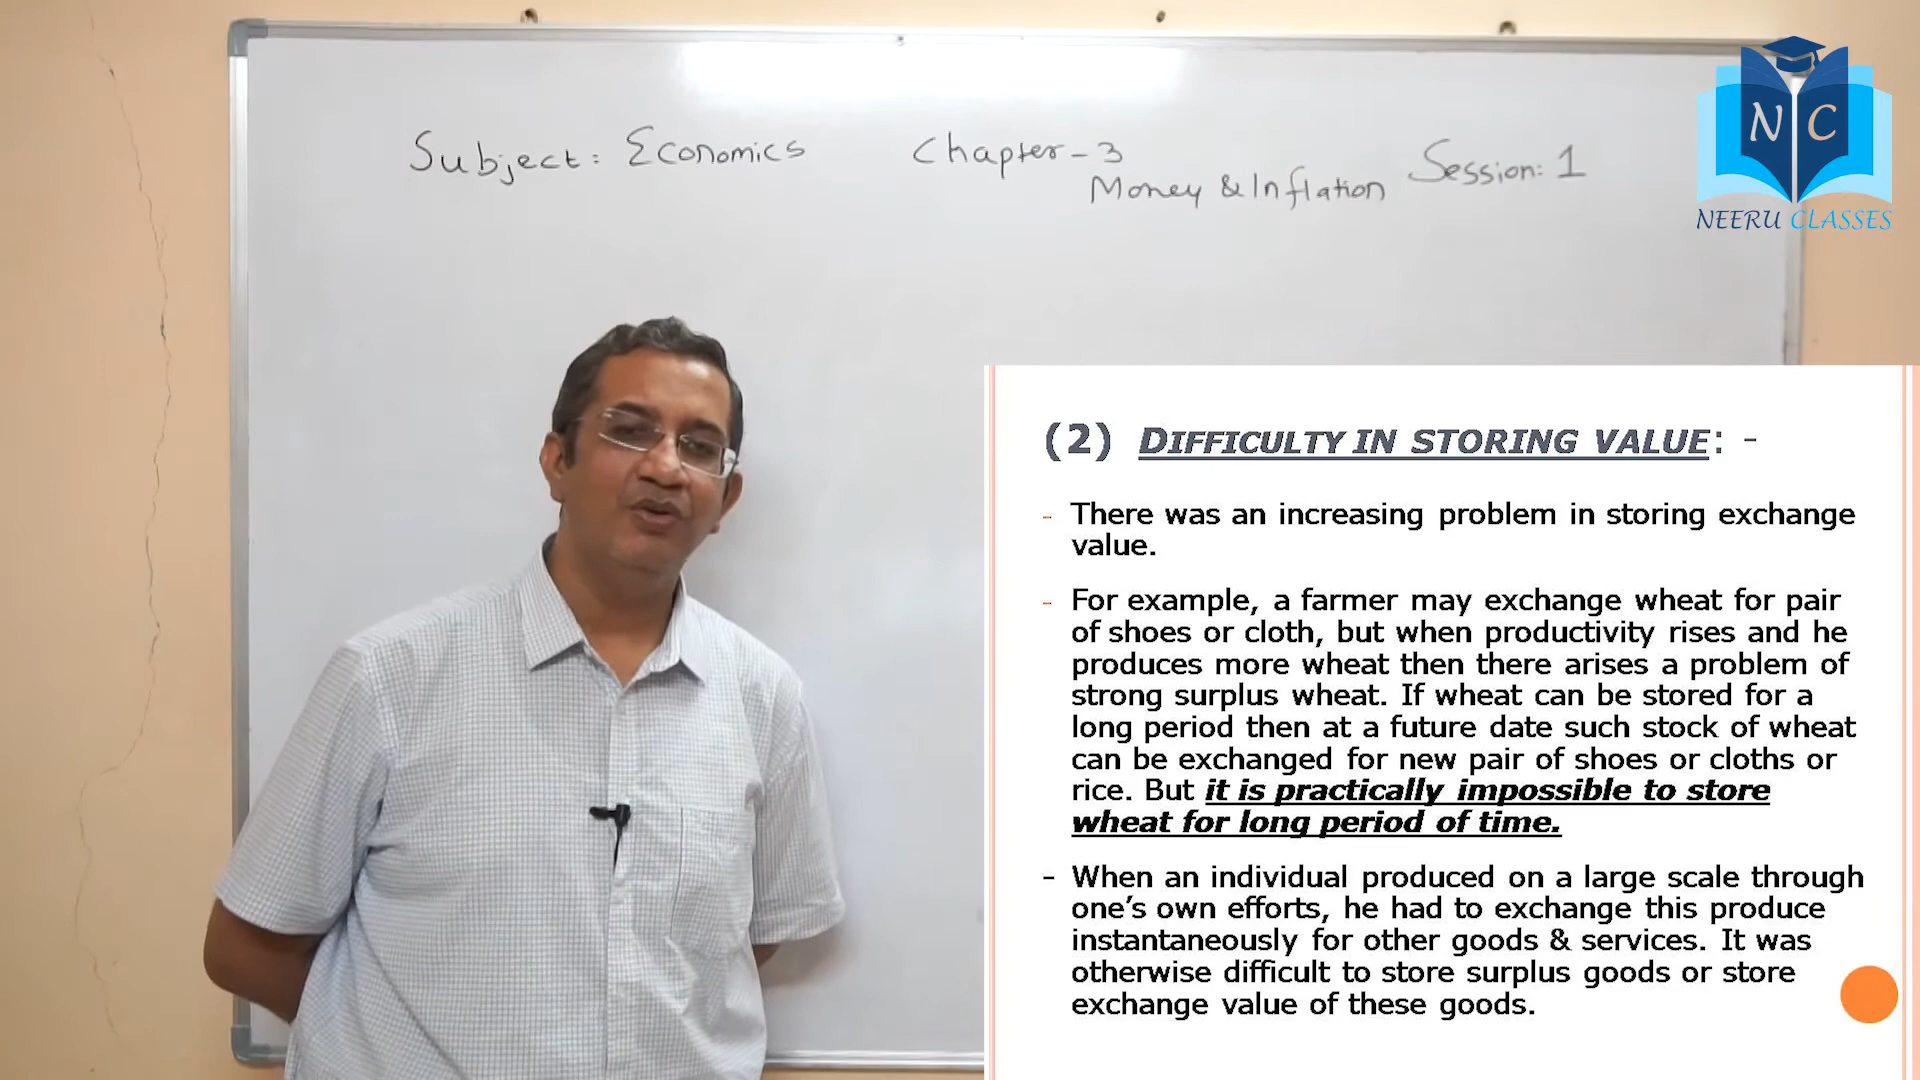 Subject: Economics Chapter-3 Session: 1
Money & Inflation
N C
NEERU CLASSES
(2) DIFFICULTY IN STORING VALUE: -
- There was an increasing problem in storing exchange
value.
- For example, a farmer may exchange wheat for pair
of shoes or cloth, but when productivity rises and he
produces more wheat then there arises a problem of
strong surplus wheat. If wheat can be stored for a
long period then at a future date such stock of wheat
can be exchanged for new pair of shoes or cloths or
rice. But it is practically impossible to store
wheat for long period of time.
- When an individual produced on a large scale through
one’s own efforts, he had to exchange this produce
instantaneously for other goods & services. It was
otherwise difficult to store surplus goods or store
exchange value of these goods.